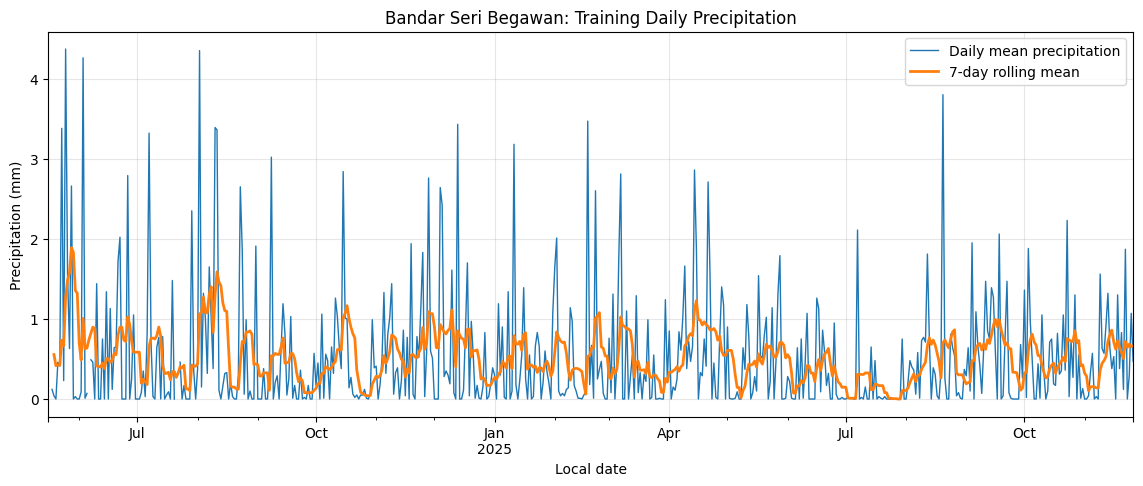 Bandar Seri Begawan: Training Daily Precipitation
Daily mean precipitation
7-day rolling mean
Precipitation (mm)
4
3
2
1
0
Jul
Oct
Jan
2025
Apr
Jul
Oct
Local date